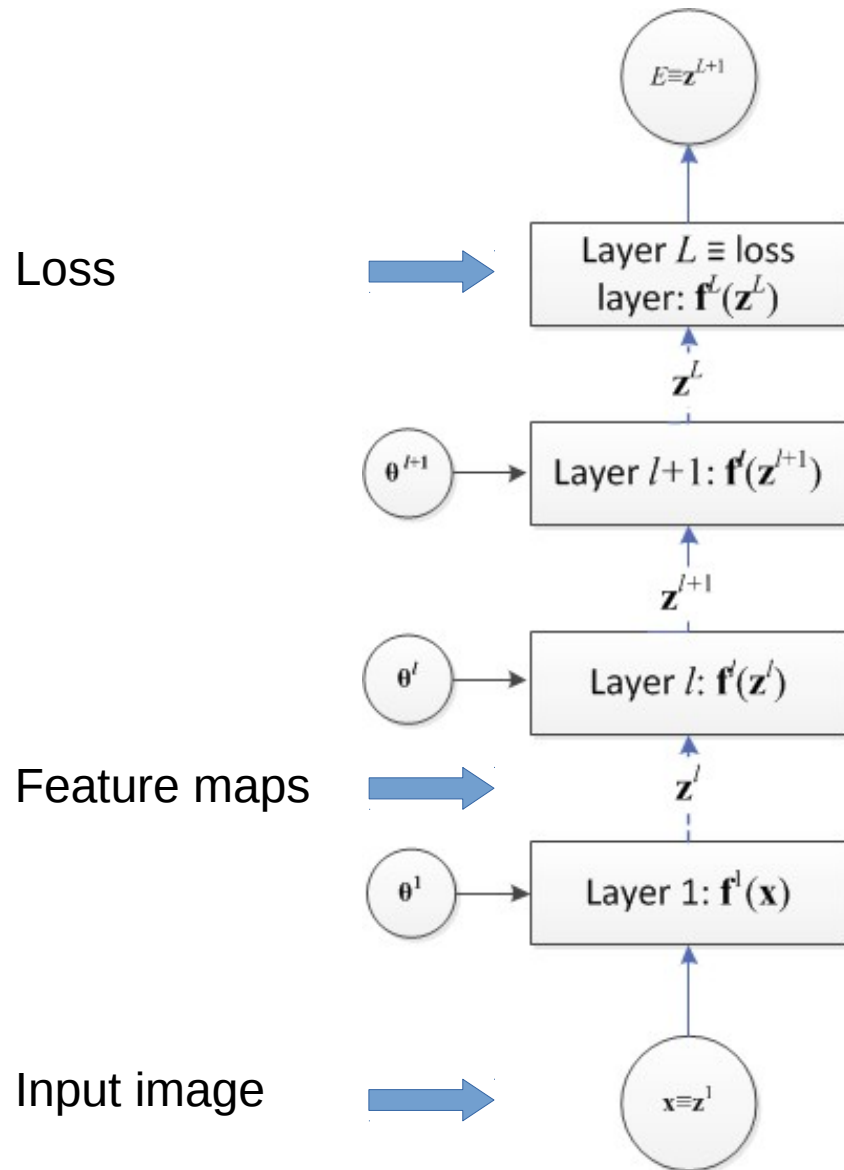 E≡z^{L+1}
Loss
Layer L ≡ loss
layer: f^L(z^L)
z^L
θ^{l+1}
Layer l+1: f^l(z^{l+1})
z^{l+1}
θ^l
Layer l: f^l(z^l)
Feature maps
z^l
θ^1
Layer 1: f^1(x)
Input image
x≡z^1